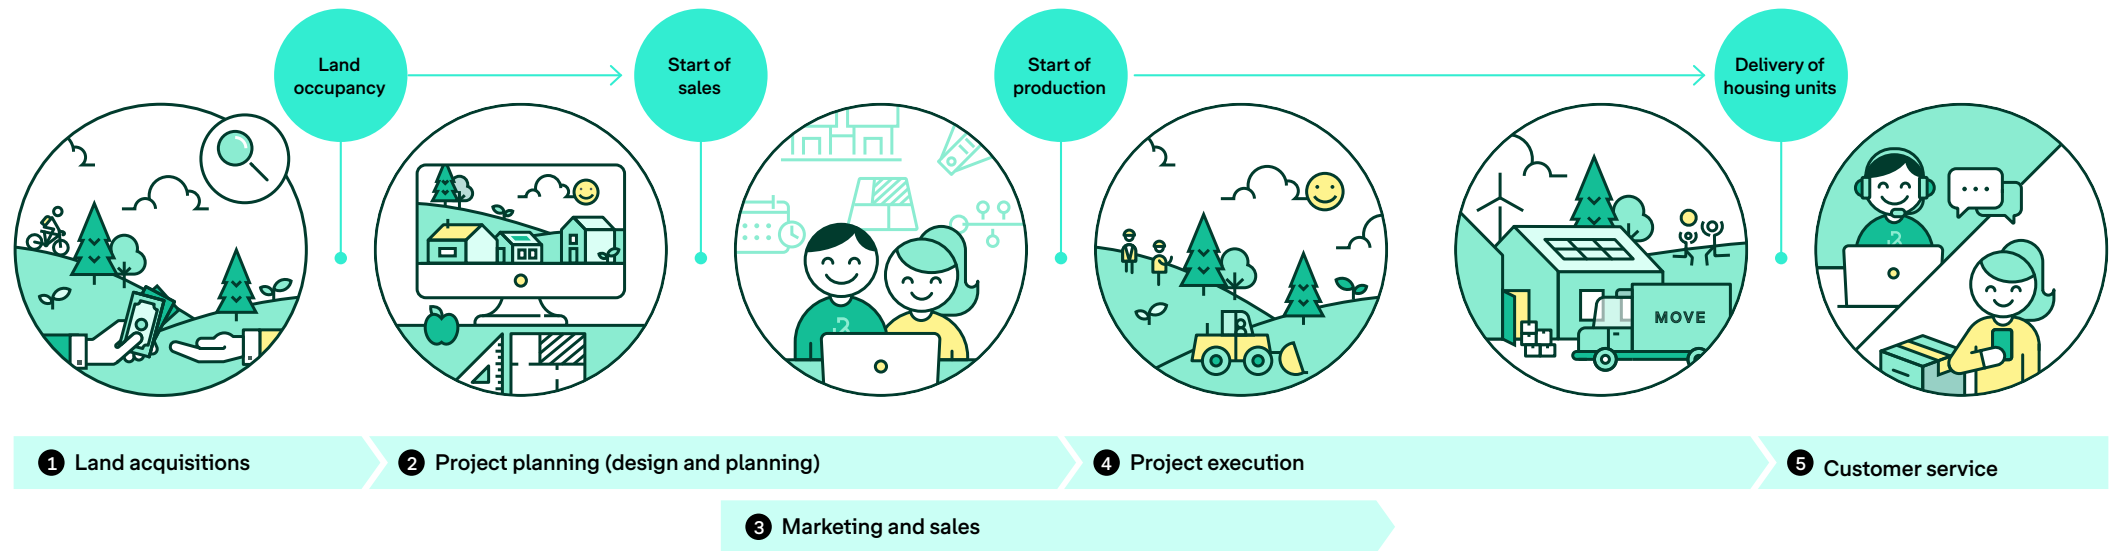 Land
occupancy
Start of
sales
Start of
production
Delivery of
housing units
MOVE
1 Land acquisitions
2 Project planning (design and planning)
4 Project execution
5 Customer service
3 Marketing and sales